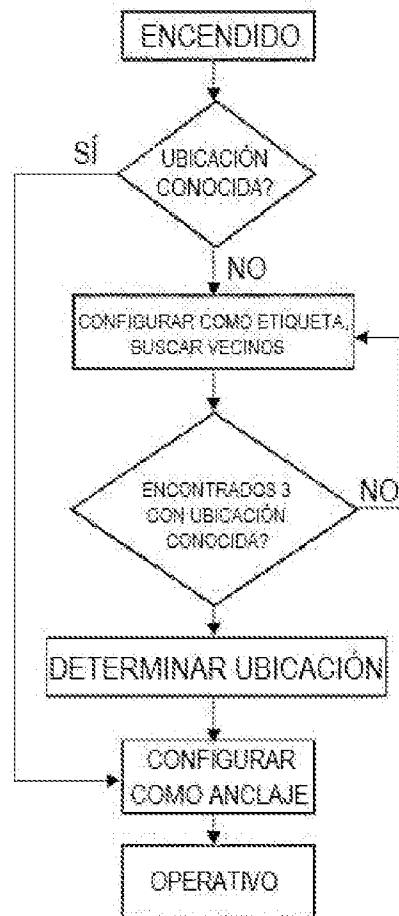 ENCENDIDO
SÍ
UBICACIÓN
CONOCIDA?
NO
CONFIGURAR COMO ETIQUETA,
BUSCAR VECINOS
ENCONTRADOS 3
CON UBICACIÓN
CONOCIDA?
NO
DETERMINAR UBICACIÓN
CONFIGURAR
COMO ANCLAJE
OPERATIVO